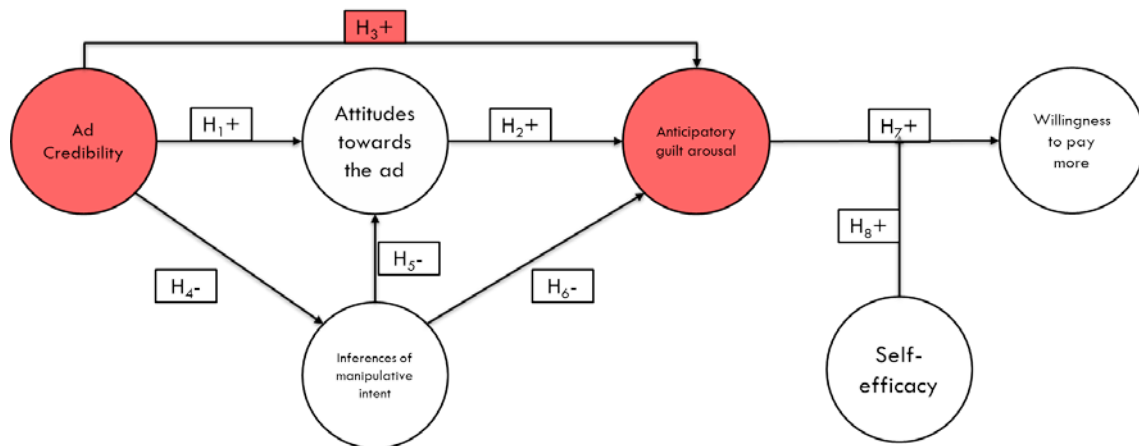 H₃+
Ad
Credibility
H₁+
Attitudes
towards
the ad
H₂+
Anticipatory
guilt arousal
H₇+
Willingness
to pay
more
H₄-
H₅-
H₆-
H₈+
Inferences of
manipulative
intent
Self-
efficacy